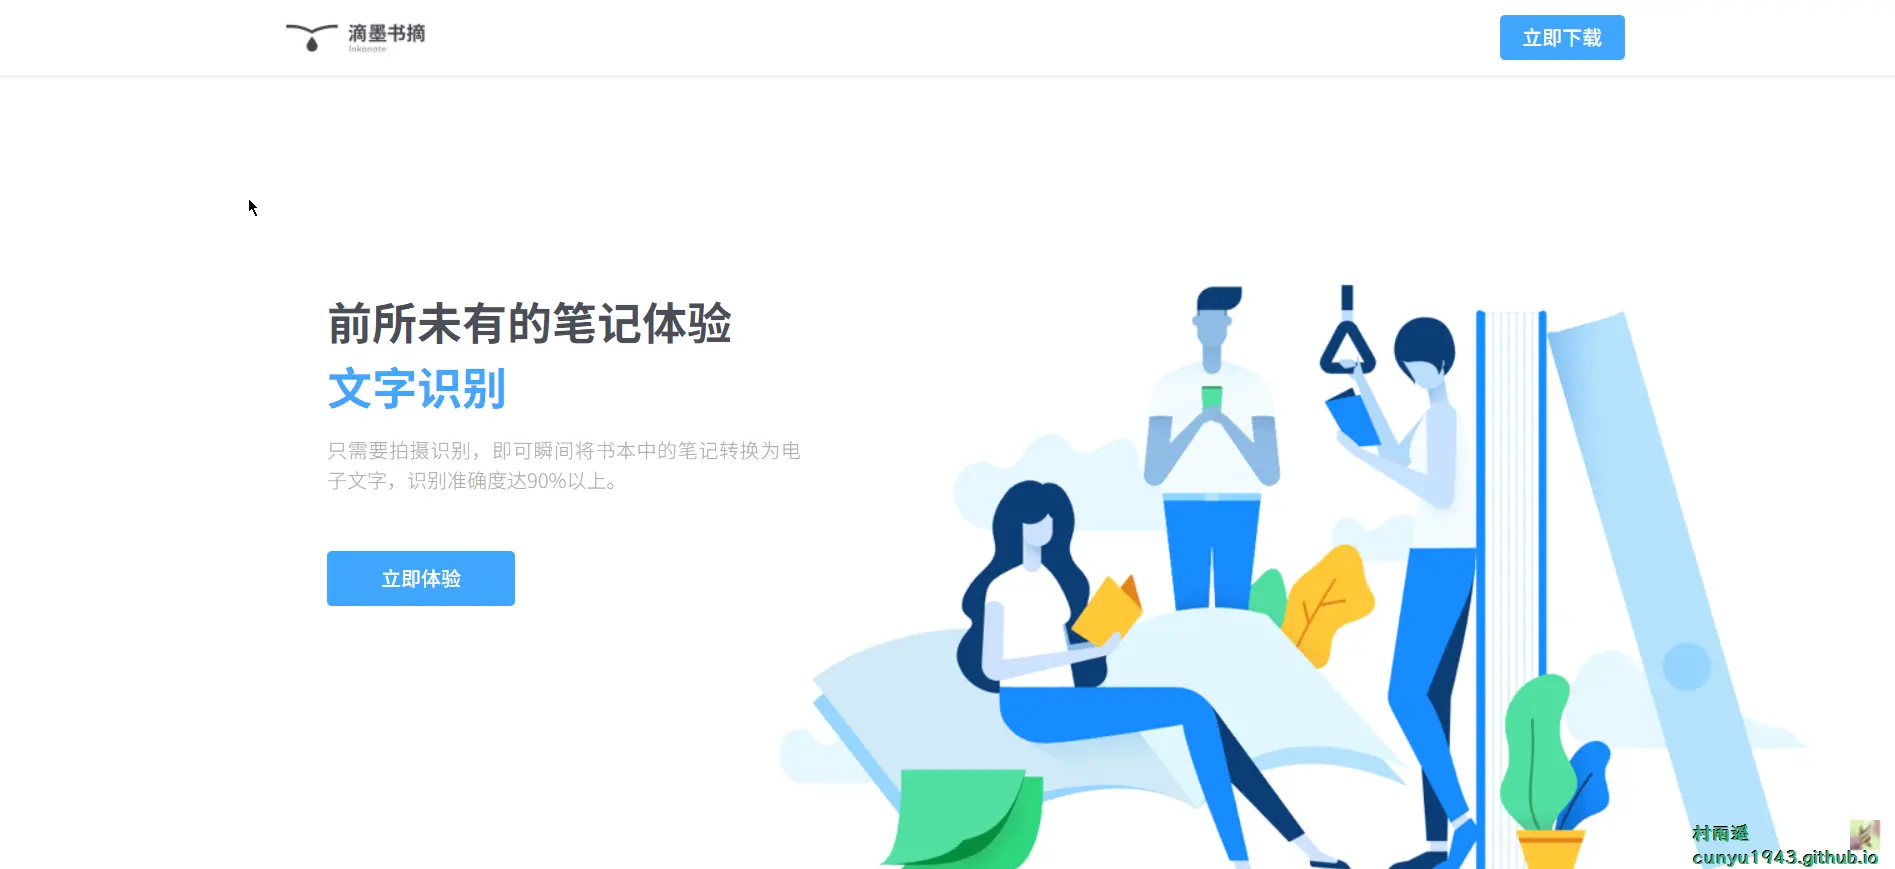 滴墨书摘
Inkonote
立即下载
前所未有的笔记体验
文字识别
只需要拍摄识别，即可瞬间将书本中的笔记转换为电
子文字，识别准确度达90%以上。
立即体验
村雨遥
cunyu1943.github.io